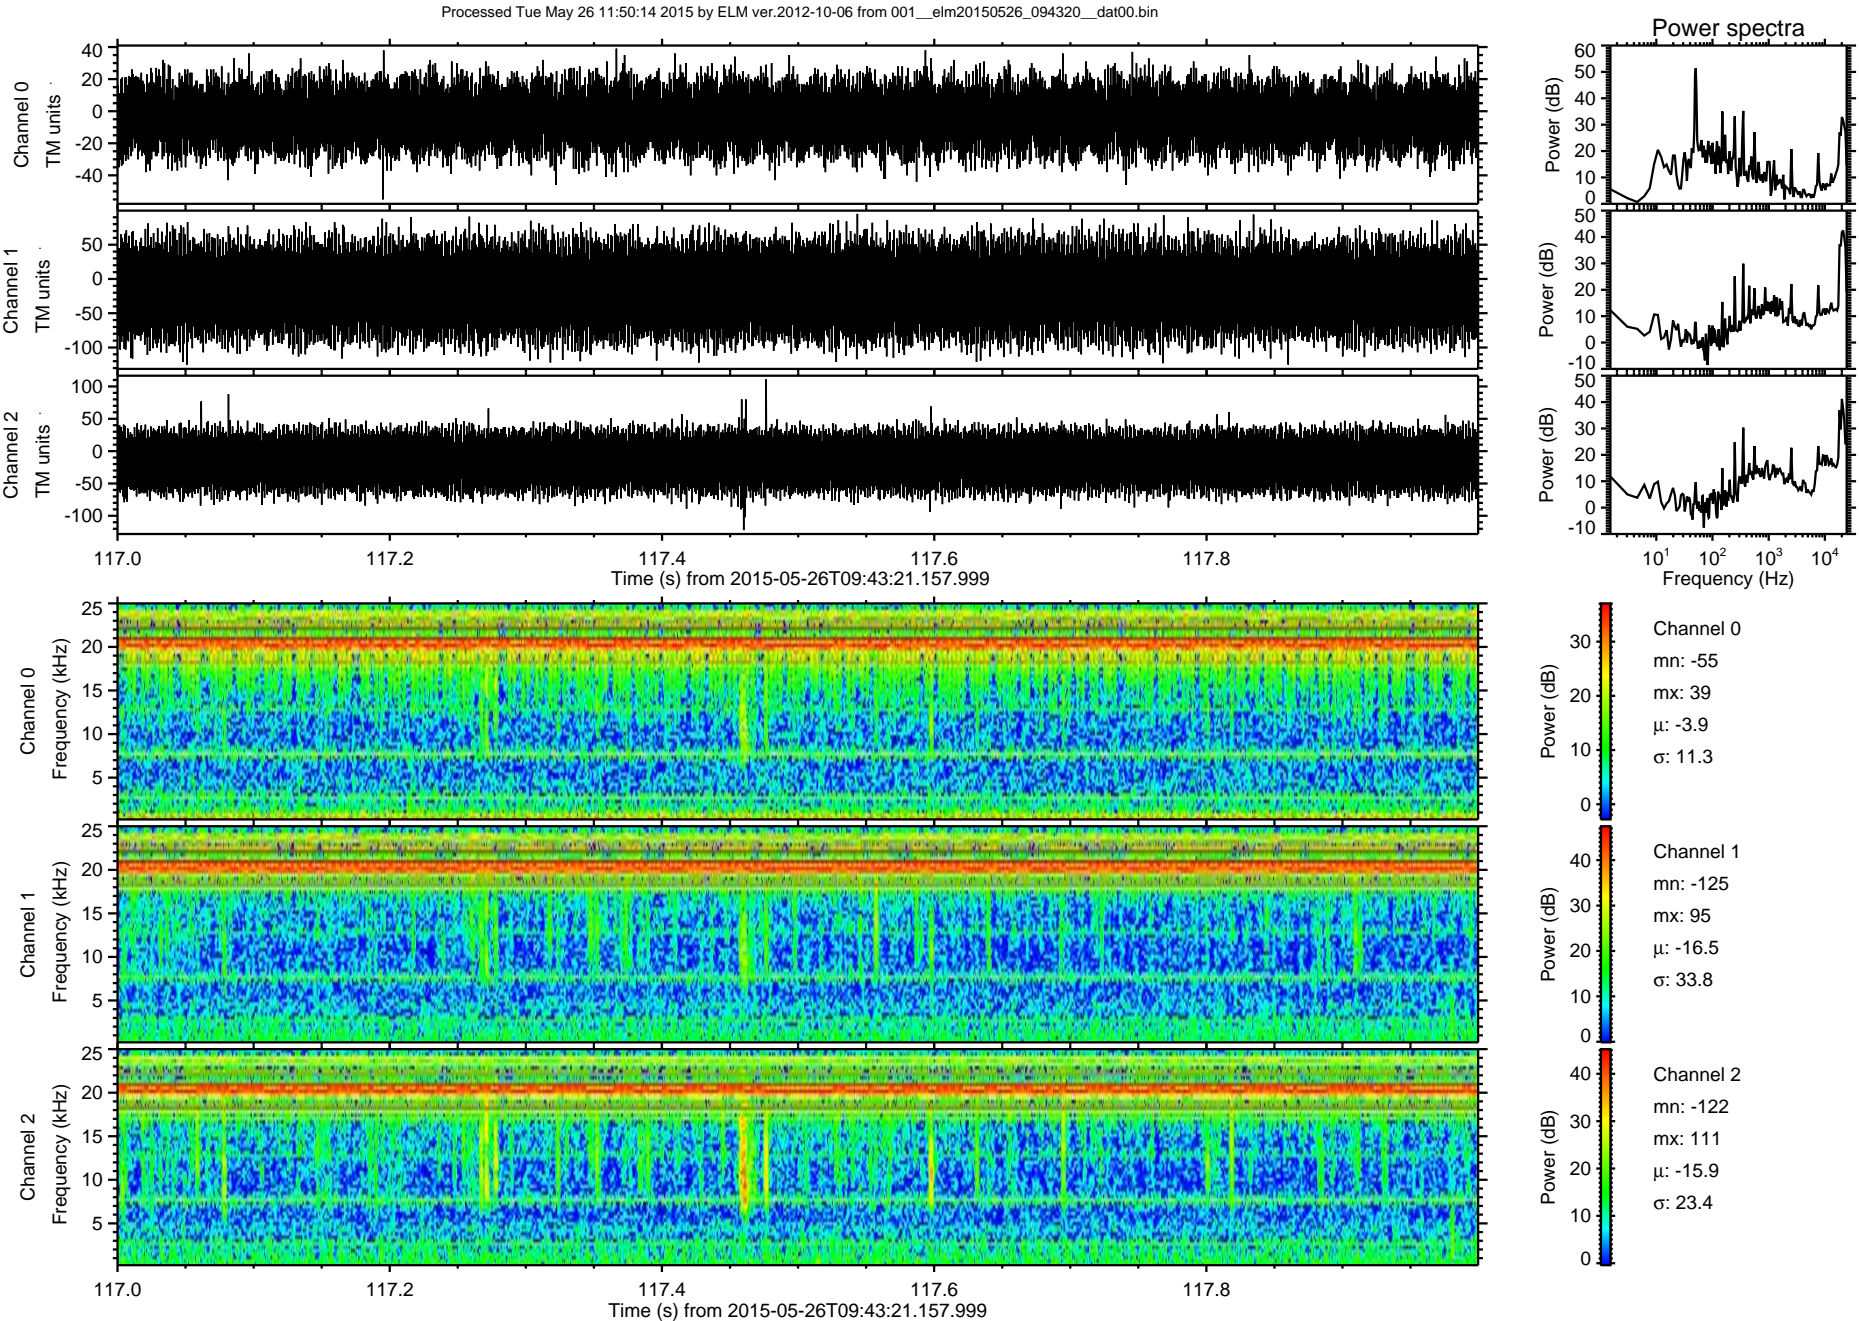 Processed Tue May 26 11:50:14 2015 by ELM ver.2012-10-06 from 001__elm20150526_094320__dat00.bin
Power spectra
Channel 0
TM units
40
20
0
-20
-40
Power (dB)
60
50
40
30
20
10
0
Channel 1
TM units
50
0
-50
-100
Power (dB)
50
40
30
20
10
0
-10
Channel 2
TM units
100
50
0
-50
-100
Power (dB)
50
40
30
20
10
0
-10
117.0 117.2 117.4 117.6 117.8
Time (s) from 2015-05-26T09:43:21.157.999
10^1 10^2 10^3 10^4
Frequency (Hz)
Channel 0
Frequency (kHz)
25
20
15
10
5
Power (dB)
30
20
10
0
Channel 0
mn: -55
mx: 39
μ: -3.9
σ: 11.3
Channel 1
Frequency (kHz)
25
20
15
10
5
Power (dB)
40
30
20
10
0
Channel 1
mn: -125
mx: 95
μ: -16.5
σ: 33.8
Channel 2
Frequency (kHz)
25
20
15
10
5
Power (dB)
40
30
20
10
0
Channel 2
mn: -122
mx: 111
μ: -15.9
σ: 23.4
117.0 117.2 117.4 117.6 117.8
Time (s) from 2015-05-26T09:43:21.157.999